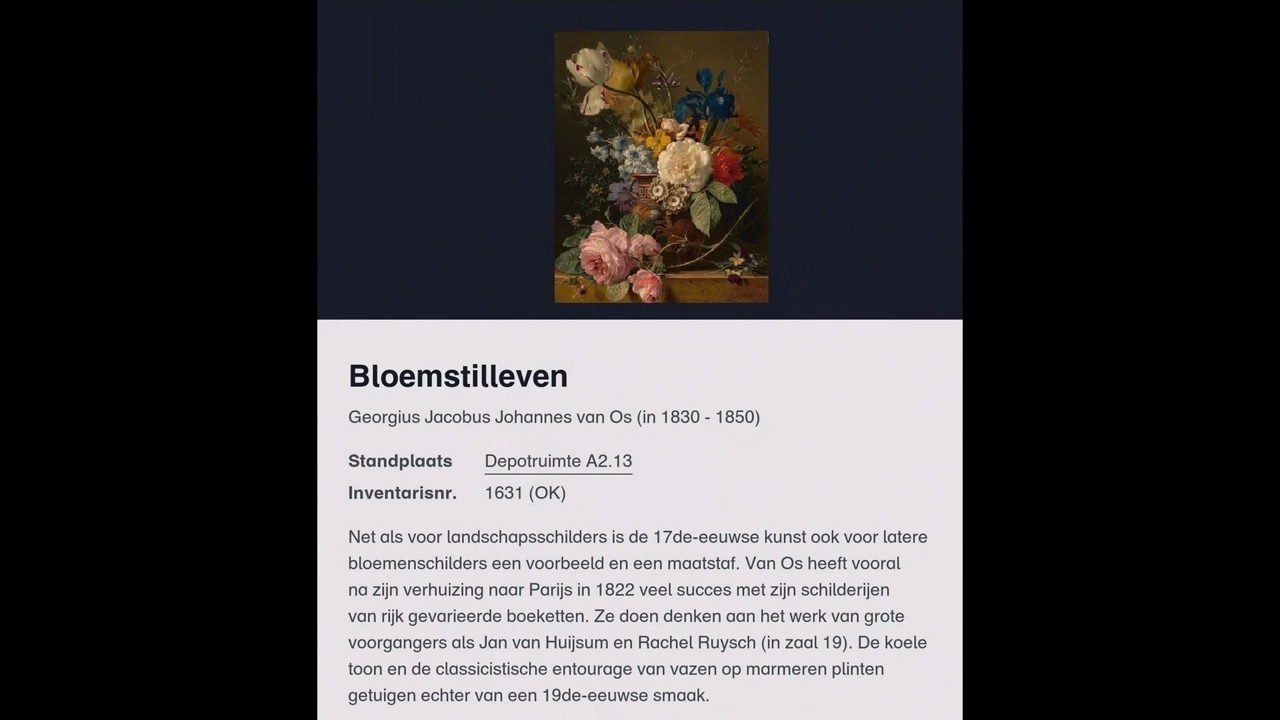 Bloemstilleven
Georgius Jacobus Johannes van Os (in 1830 - 1850)
Standplaats Depotruimte A2.13
Inventarisnr. 1631 (OK)
Net als voor landschapsschilders is de 17de-eeuwse kunst ook voor latere
bloemenschilders een voorbeeld en een maatstaf. Van Os heeft vooral
na zijn verhuizing naar Parijs in 1822 veel succes met zijn schilderijen
van rijk gevarieerde boeketten. Ze doen denken aan het werk van grote
voorgangers als Jan van Huijsum en Rachel Ruysch (in zaal 19). De koele
toon en de classicistische entourage van vazen op marmeren plinten
getuigen echter van een 19de-eeuwse smaak.